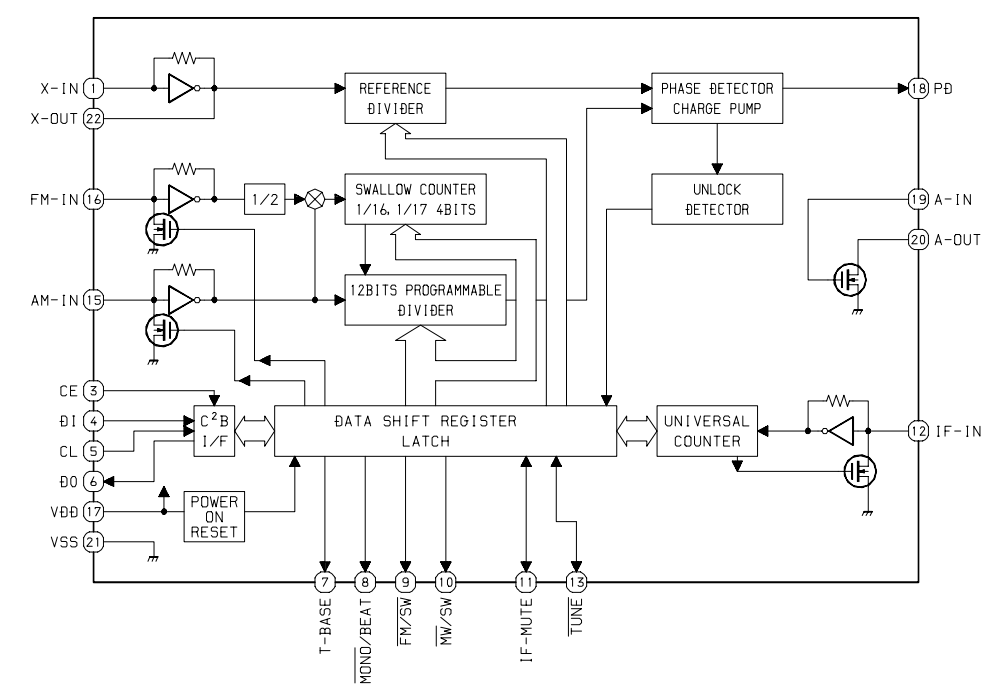 X-IN 1
X-OUT 22
REFERENCE
DIVIDER
PHASE DETECTOR
CHARGE PUMP
18 PD
FM-IN 16
1/2
SWALLOW COUNTER
1/16, 1/17 4BITS
UNLOCK
DETECTOR
19 A-IN
20 A-OUT
AM-IN 15
12BITS PROGRAMMABLE
DIVIDER
CE 3
DI 4
CL 5
DO 6
VDD 17
VSS 21
C²B
I/F
DATA SHIFT REGISTER
LATCH
UNIVERSAL
COUNTER
12 IF-IN
POWER
ON
RESET
7
8
9
10
11
13
T-BASE
MONO/BEAT
FM/SW
MW/SW
IF-MUTE
TUNE